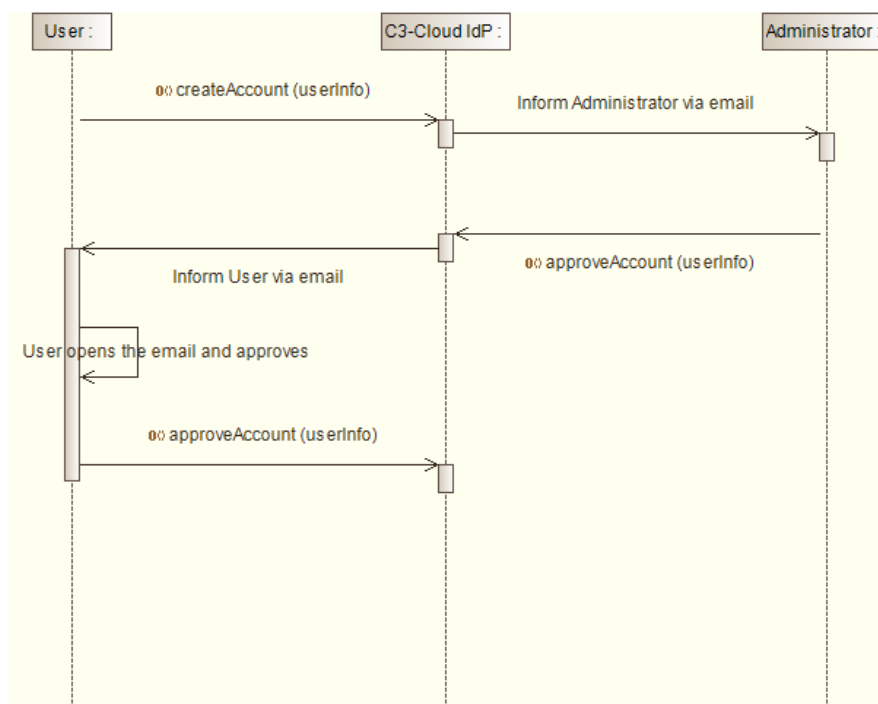 User :
C3-Cloud IdP :
Administrator :
createAccount (userInfo)
Inform Administrator via email
approveAccount (userInfo)
Inform User via email
User opens the email and approves
approveAccount (userInfo)